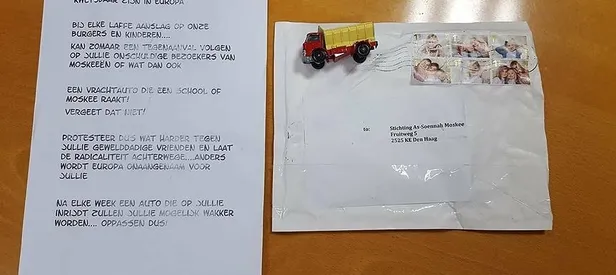 KWETSBAAR ZIJN IN EUROPA
BIJ ELKE LAFFE AANSLAG OP ONZE
BURGERS EN KINDEREN....
KAN ZOMAAR EEN TEGENAANVAL VOLGEN
OP JULLIE ONSCHULDIGE BEZOEKERS VAN
MOSKEEËN OF WAT DAN OOK
EEN VRACHTAUTO DIE EEN SCHOOL OF
MOSKEE RAAKT!
VERGEET DAT NIET!
PROTESTEER DUS WAT HARDER TEGEN
JULLIE GEWELDDADIGE VRIENDEN EN LAAT
DE RADICALITEIT ACHTERWEGE....ANDERS
WORDT EUROPA ONAANGENAAM VOOR
JULLIE
NA ELKE WEEK EEN AUTO DIE OP JULLIE
INRIJDT ZULLEN JULLIE MOGELIJK WAKKER
WORDEN.... OPPASSEN DUS!
to:
Stichting As-Soennah Moskee
Fruitweg 5
2525 KE Den Haag